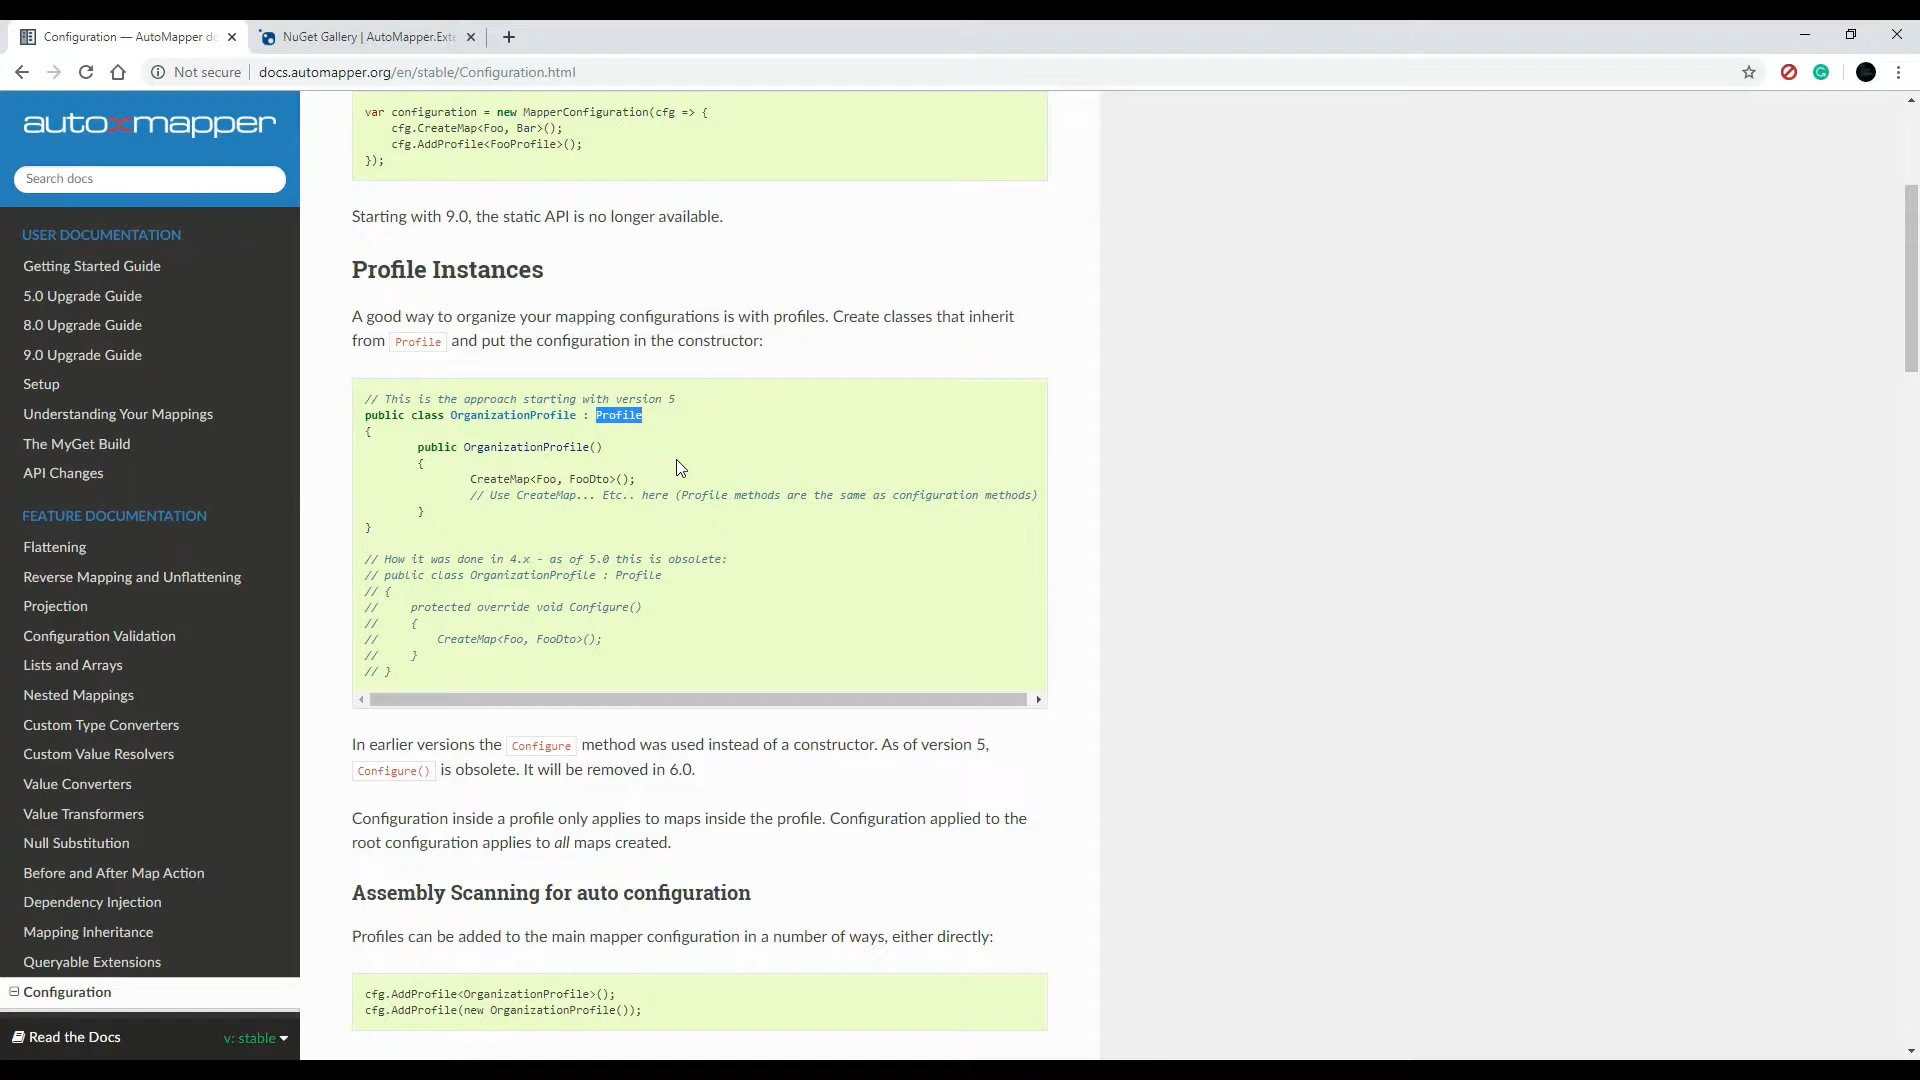 Configuration — AutoMapper dc
NuGet Gallery | AutoMapper.Exte
Not secure
docs.automapper.org/en/stable/Configuration.html
automapper
Search docs
USER DOCUMENTATION
Getting Started Guide
5.0 Upgrade Guide
8.0 Upgrade Guide
9.0 Upgrade Guide
Setup
Understanding Your Mappings
The MyGet Build
API Changes
FEATURE DOCUMENTATION
Flattening
Reverse Mapping and Unflattening
Projection
Configuration Validation
Lists and Arrays
Nested Mappings
Custom Type Converters
Custom Value Resolvers
Value Converters
Value Transformers
Null Substitution
Before and After Map Action
Dependency Injection
Mapping Inheritance
Queryable Extensions
Configuration
Read the Docs
v: stable
var configuration = new MapperConfiguration(cfg => {
cfg.CreateMap<Foo, Bar>();
cfg.AddProfile<FooProfile>();
});
Starting with 9.0, the static API is no longer available.
Profile Instances
A good way to organize your mapping configurations is with profiles. Create classes that inherit
from Profile and put the configuration in the constructor:
// This is the approach starting with version 5
public class OrganizationProfile : Profile
{
public OrganizationProfile()
{
CreateMap<Foo, FooDto>();
// Use CreateMap... Etc.. here (Profile methods are the same as configuration methods)
}
}
// How it was done in 4.x - as of 5.0 this is obsolete:
// public class OrganizationProfile : Profile
// {
// protected override void Configure()
// {
// CreateMap<Foo, FooDto>();
// }
// }
In earlier versions the Configure method was used instead of a constructor. As of version 5,
Configure() is obsolete. It will be removed in 6.0.
Configuration inside a profile only applies to maps inside the profile. Configuration applied to the
root configuration applies to all maps created.
Assembly Scanning for auto configuration
Profiles can be added to the main mapper configuration in a number of ways, either directly:
cfg.AddProfile<OrganizationProfile>();
cfg.AddProfile(new OrganizationProfile());